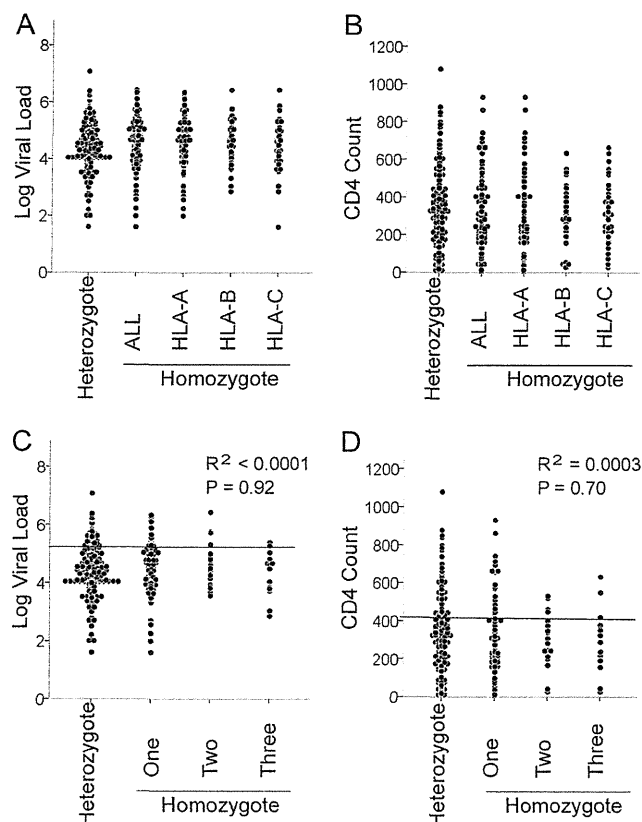 A
Log Viral Load
8
6
4
2
0
Heterozygote
ALL
HLA-A
HLA-B
HLA-C
Homozygote
B
CD4 Count
1200
1000
800
600
400
200
0
Heterozygote
ALL
HLA-A
HLA-B
HLA-C
Homozygote
C
R² < 0.0001
P = 0.92
Log Viral Load
8
6
4
2
0
Heterozygote
One
Two
Three
Homozygote
D
R² = 0.0003
P = 0.70
CD4 Count
1200
1000
800
600
400
200
0
Heterozygote
One
Two
Three
Homozygote